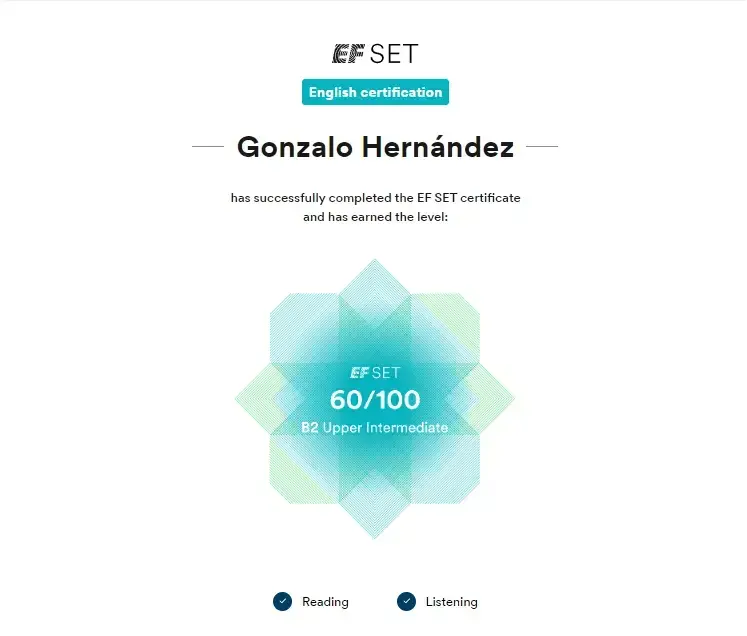 EF SET
English certification
Gonzalo Hernández
has successfully completed the EF SET certificate
and has earned the level:
EF SET
60/100
B2 Upper Intermediate
Reading Listening